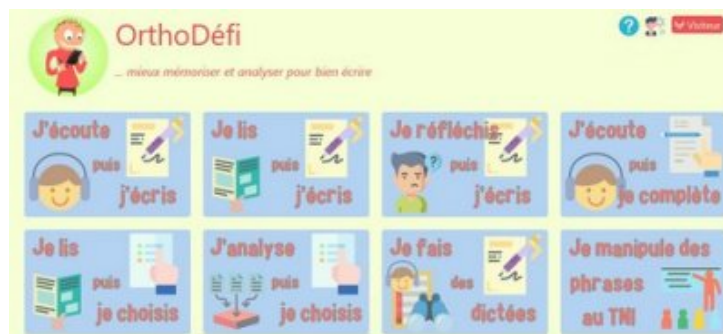 OrthoDéfi
... mieux mémoriser et analyser pour bien écrire
? Visiteur
J'écoute
puis
j'écris
Je lis
puis
j'écris
Je réfléchis
puis
j'écris
J'écoute
puis
je complète
Je lis
puis
je choisis
J'analyse
puis
je choisis
Je fais
des
dictées
Je manipule des
phrases
au TNI